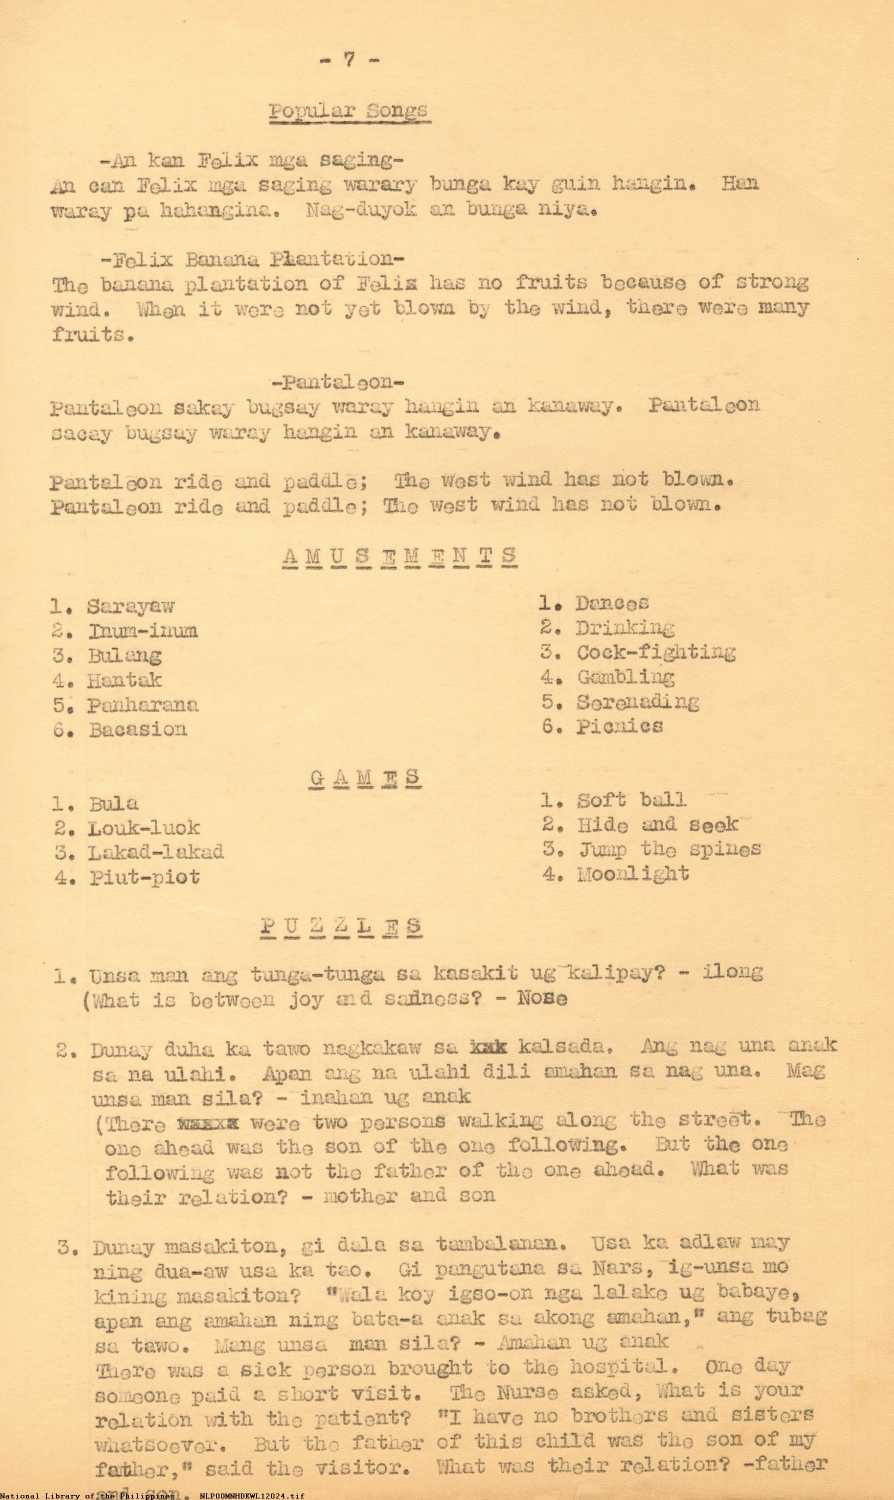 - 7 -
Popular Songs
-An kan Felix mga saging-
An can Felix mga saging warary bunga kay guin hangin. Han
waray pa hahangina. Nag-duyok an bunga niya.
-Felix Banana Plantation-
The banana plantation of Felix has no fruits because of strong
wind. When it were not yet blown by the wind, there were many
fruits.
-Pantaleon-
Pantaleon sakay bugsay waray hangin an kanaway. Pantaleon
sacay bugsay waray hangin an kanaway.
Pantaleon ride and paddle; The west wind has not blown.
Pantaleon ride and paddle; The west wind has not blown.
AMUSEMENTS
1. Sarayaw 1. Dances
2. Inum-inum 2. Drinking
3. Bulang 3. Cock-fighting
4. Hantak 4. Gambling
5. Panharana 5. Serenading
6. Bacasion 6. Picnics
GAMES
1. Bula 1. Soft ball
2. Louk-luok 2. Hide and seek
3. Lakad-lakad 3. Jump the spines
4. Piut-piot 4. Moonlight
PUZZLES
1. Unsa man ang tunga-tunga sa kasakit ug kalipay? - ilong
(What is between joy and sadness? - Nose
2. Dunay duha ka tawo nagkakaw sa kalsada. Ang nag una anak
sa na ulahi. Apan ang na ulahi dili amahan sa nag una. Mag
unsa man sila? - inahan ug anak
(There were two persons walking along the street. The
one ahead was the son of the one following. But the one
following was not the father of the one ahead. What was
their relation? - mother and son
3. Dunay masakiton, gi dala sa tambalanan. Usa ka adlaw may
ning dua-aw usa ka tao. Gi pangutana sa Nars, ig-unsa mo
kining masakiton? "Wala koy igso-on nga lalake ug babaye,
apan ang amahan ning bata-a anak sa akong amahan," ang tubag
sa tawo. Mang unsa man sila? - Amahan ug anak
There was a sick person brought to the hospital. One day
someone paid a short visit. The Nurse asked, What is your
relation with the patient? "I have no brothers and sisters
whatsoever. But the father of this child was the son of my
father," said the visitor. What was their relation? -father
and son.
National Library of the Philippines NLPOOMNHDKWL12024.tif